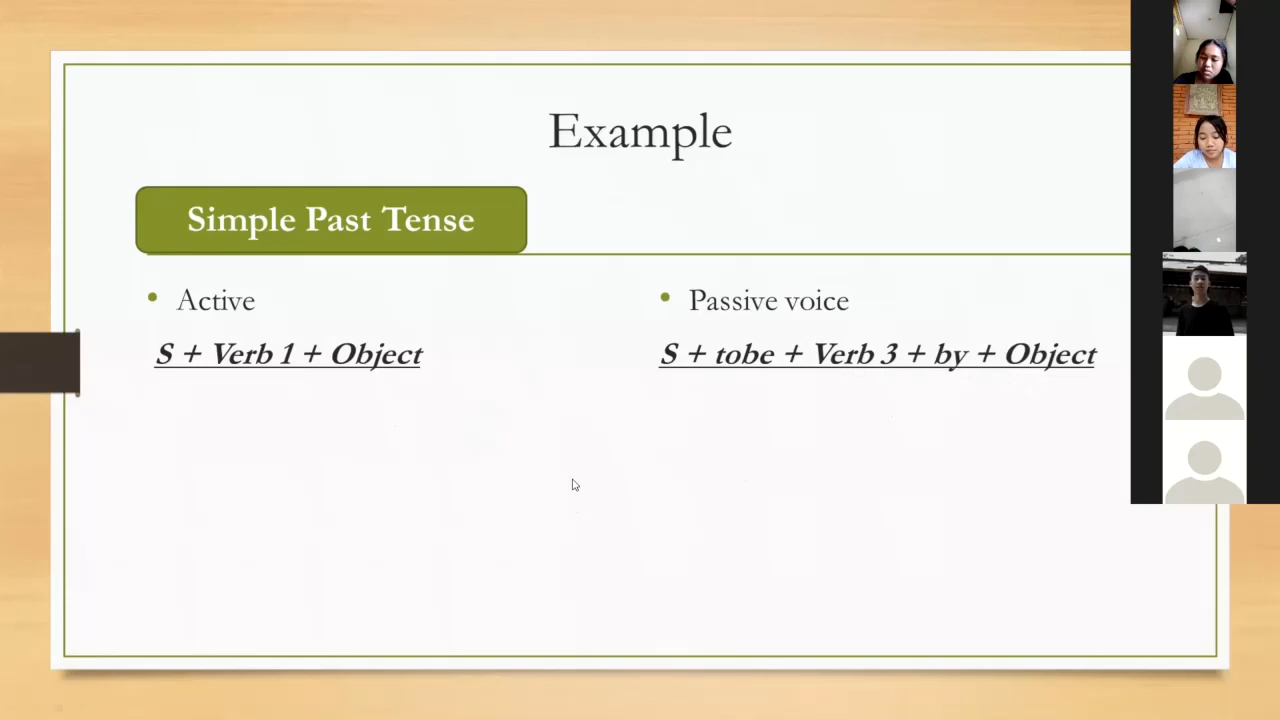 Example
Simple Past Tense
• Active
S + Verb 1 + Object
• Passive voice
S + tobe + Verb 3 + by + Object